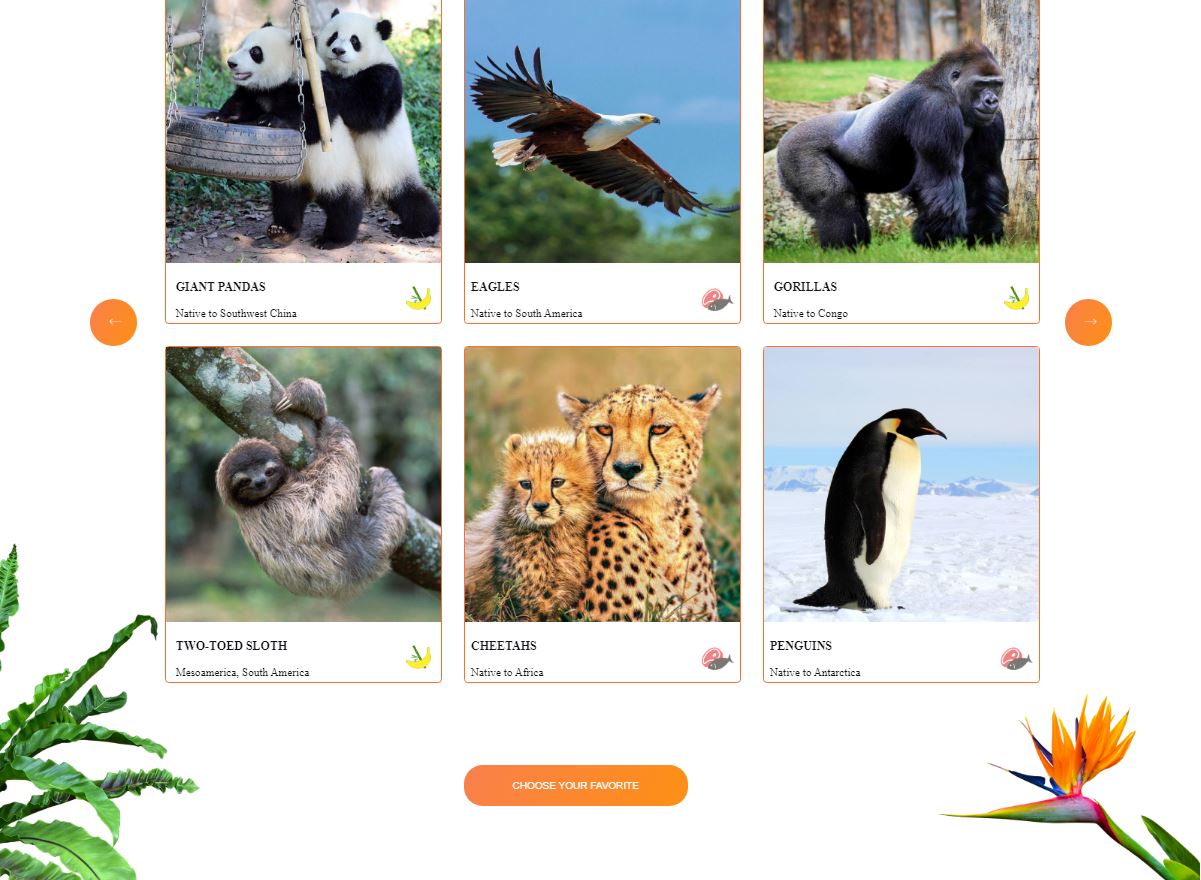 GIANT PANDAS
Native to Southwest China
EAGLES
Native to South America
GORILLAS
Native to Congo
TWO-TOED SLOTH
Mesoamerica, South America
CHEETAHS
Native to Africa
PENGUINS
Native to Antarctica
CHOOSE YOUR FAVORITE